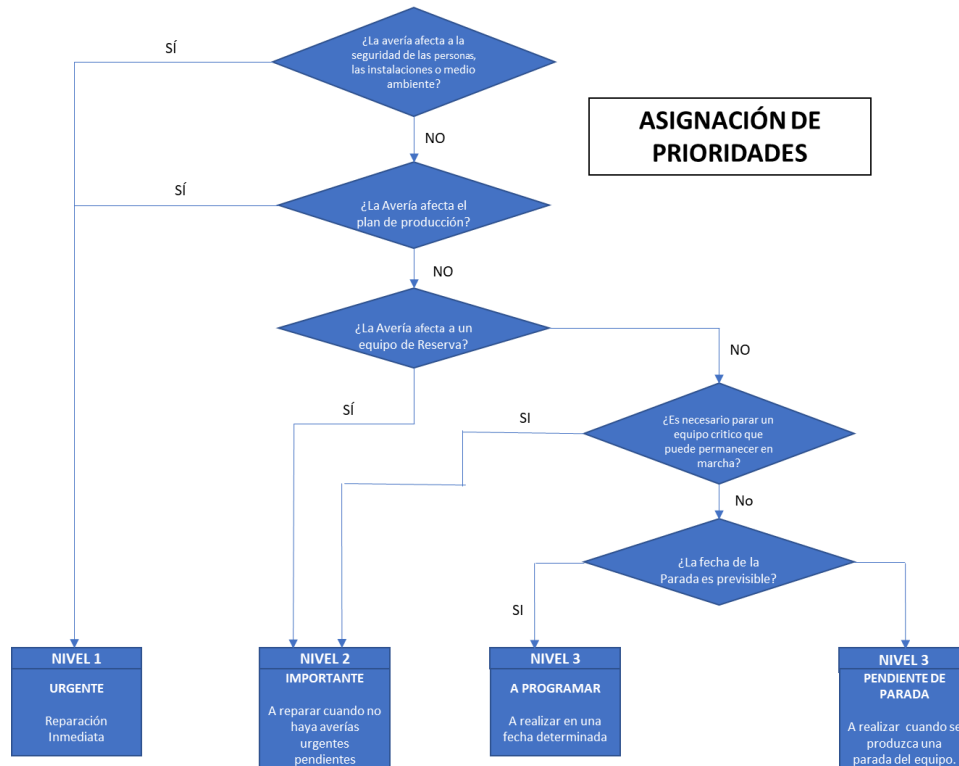 ¿La avería afecta a la
seguridad de las personas,
las instalaciones o medio
ambiente?
SÍ
ASIGNACIÓN DE
PRIORIDADES
NO
SÍ
¿La Avería afecta el
plan de producción?
NO
¿La Avería afecta a un
equipo de Reserva?
NO
SÍ
SI
¿Es necesario parar un
equipo critico que
puede permanecer en
marcha?
No
¿La fecha de la
Parada es previsible?
SI
NIVEL 1
URGENTE
Reparación
Inmediata
NIVEL 2
IMPORTANTE
A reparar cuando no
haya averías
urgentes
pendientes
NIVEL 3
A PROGRAMAR
A realizar en una
fecha determinada
NIVEL 3
PENDIENTE DE
PARADA
A realizar cuando se
produzca una
parada del equipo.